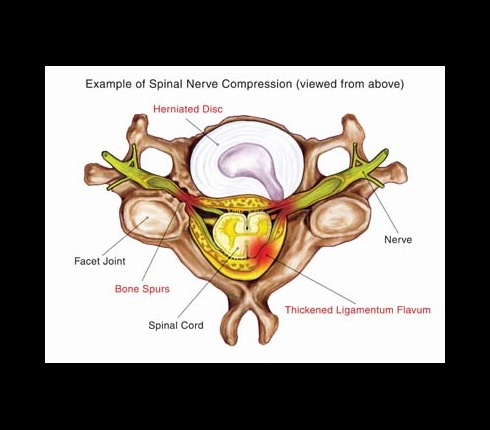 Example of Spinal Nerve Compression (viewed from above)
Herniated Disc
Nerve
Facet Joint
Bone Spurs
Thickened Ligamentum Flavum
Spinal Cord